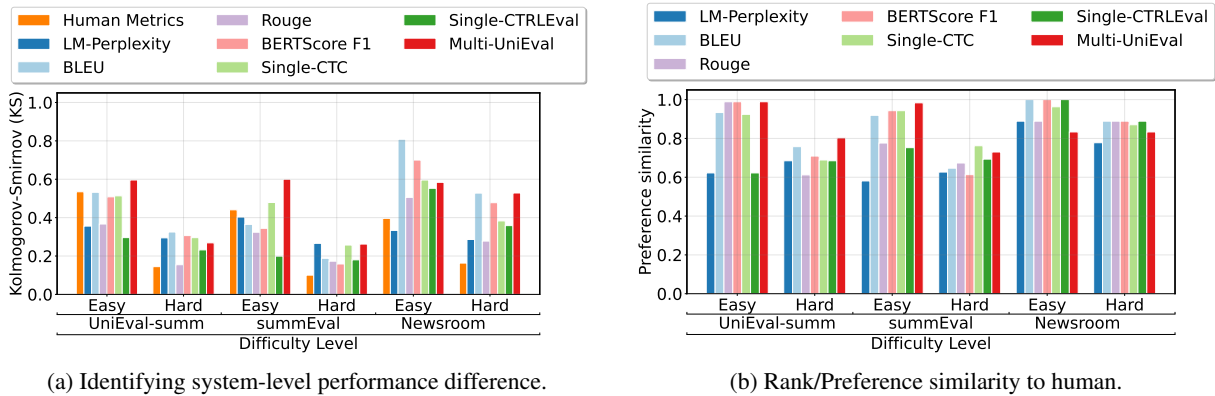 Human Metrics
LM-Perplexity
BLEU
Rouge
BERTScore F1
Single-CTC
Single-CTRLEval
Multi-UniEval
Kolmogorov-Smirnov (KS)
1.0
0.8
0.6
0.4
0.2
0.0
Easy Hard Easy Hard Easy Hard
UniEval-summ summEval Newsroom
Difficulty Level
(a) Identifying system-level performance difference.
LM-Perplexity
BLEU
Rouge
BERTScore F1
Single-CTC
Single-CTRLEval
Multi-UniEval
Preference similarity
1.0
0.8
0.6
0.4
0.2
0.0
Easy Hard Easy Hard Easy Hard
UniEval-summ summEval Newsroom
Difficulty Level
(b) Rank/Preference similarity to human.